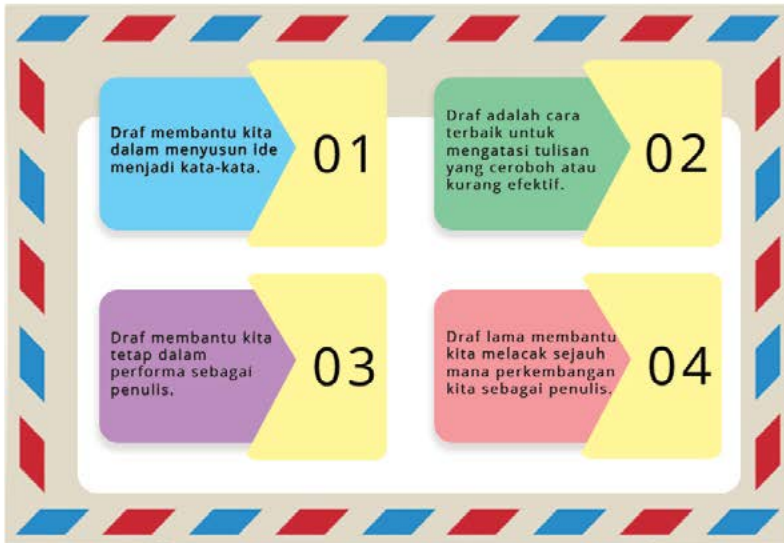 Draf membantu kita
dalam menyusun ide
menjadi kata-kata.
01
Draf adalah cara
terbaik untuk
mengatasi tulisan
yang ceroboh atau
kurang efektif.
02
Draf membantu kita
tetap dalam
performa sebagai
penulis.
03
Draf lama membantu
kita melacak sejauh
mana perkembangan
kita sebagai penulis.
04